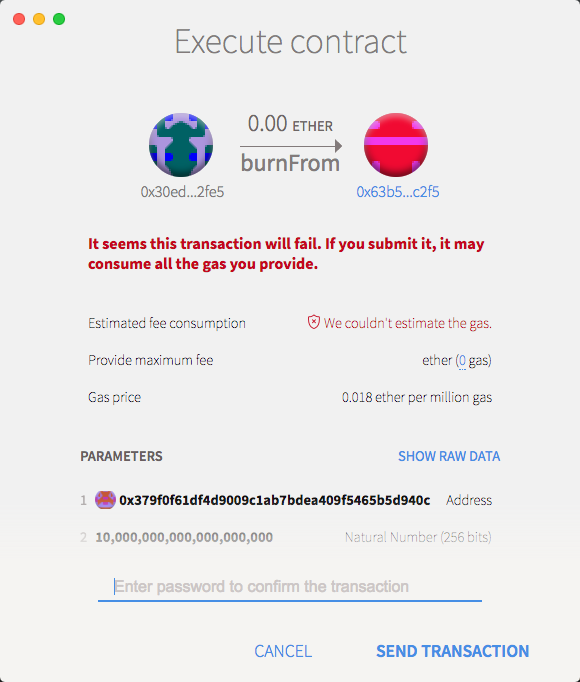 Execute contract
0.00 ETHER
burnFrom
0x30ed...2fe5
0x63b5...c2f5
It seems this transaction will fail. If you submit it, it may
consume all the gas you provide.
Estimated fee consumption We couldn't estimate the gas.
Provide maximum fee ether (0 gas)
Gas price 0.018 ether per million gas
PARAMETERS SHOW RAW DATA
1 0x379f0f61df4d9009c1ab7bdea409f5465b5d940c Address
2 10,000,000,000,000,000,000 Natural Number (256 bits)
Enter password to confirm the transaction
CANCEL SEND TRANSACTION